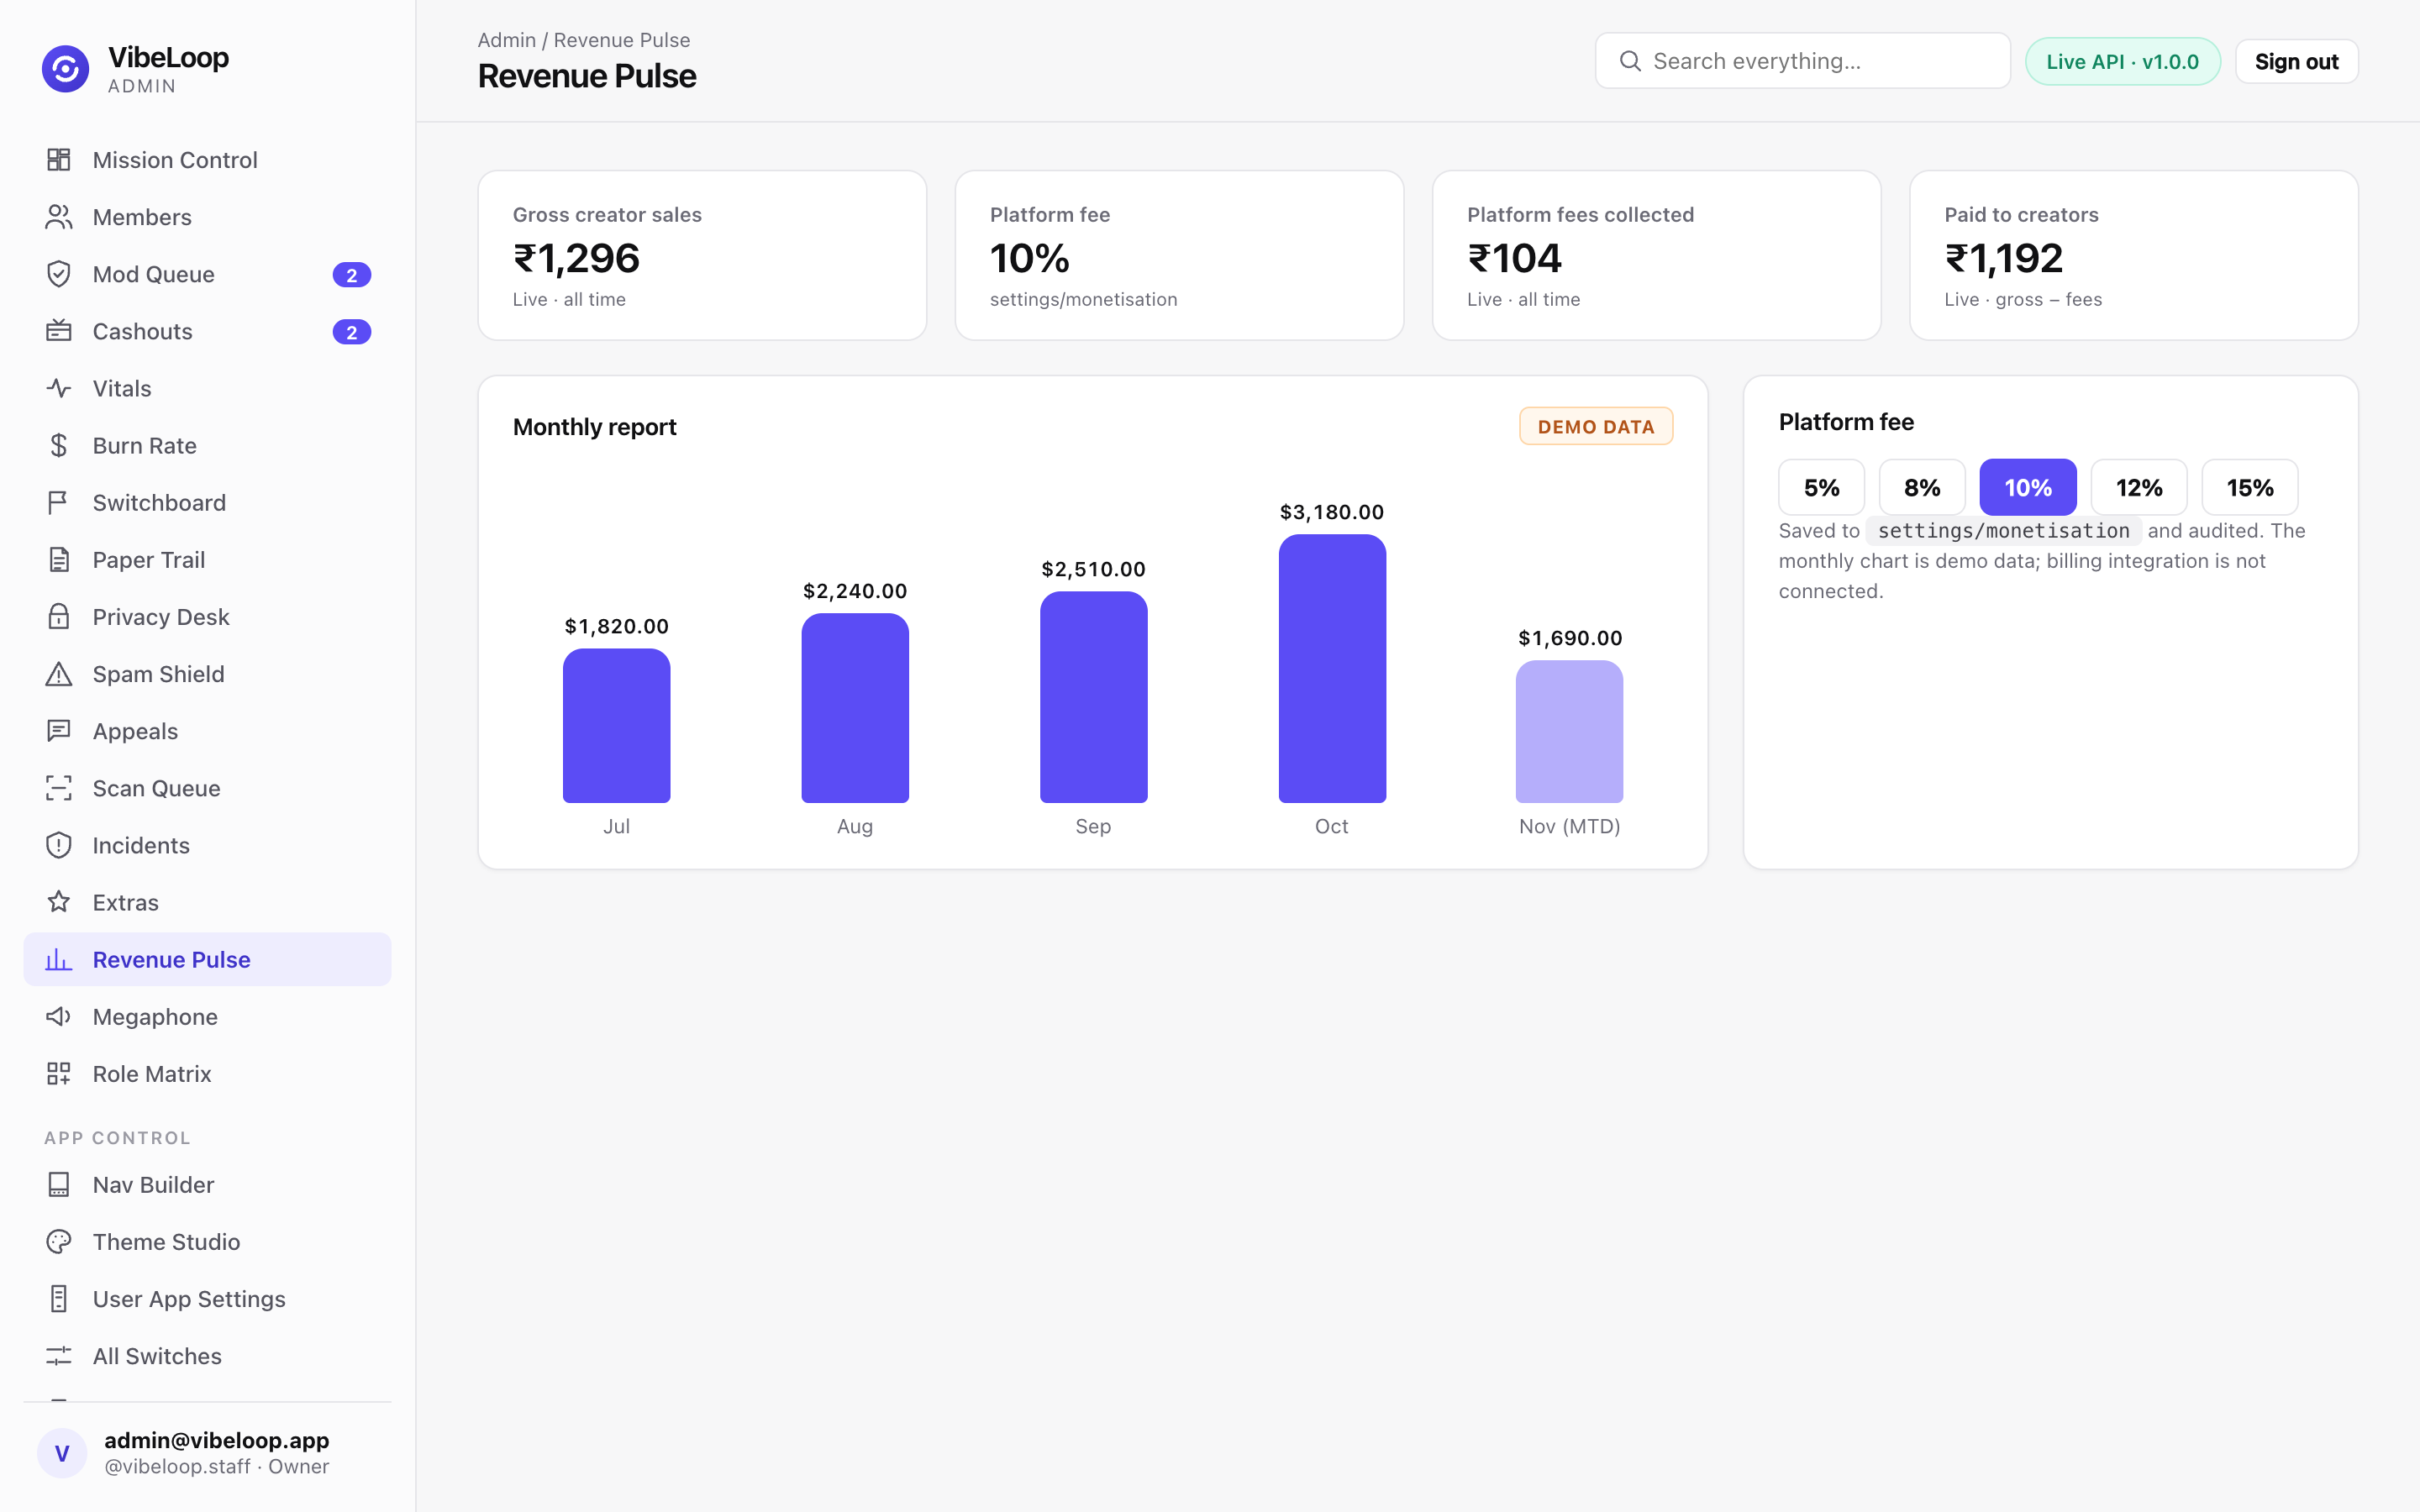 VibeLoop
ADMIN
Mission Control
Members
Mod Queue 2
Cashouts 2
Vitals
Burn Rate
Switchboard
Paper Trail
Privacy Desk
Spam Shield
Appeals
Scan Queue
Incidents
Extras
Revenue Pulse
Megaphone
Role Matrix
APP CONTROL
Nav Builder
Theme Studio
User App Settings
All Switches
V
admin@vibeloop.app
@vibeloop.staff · Owner
Admin / Revenue Pulse
Revenue Pulse
Search everything...
Live API · v1.0.0
Sign out
Gross creator sales
₹1,296
Live · all time
Platform fee
10%
settings/monetisation
Platform fees collected
₹104
Live · all time
Paid to creators
₹1,192
Live · gross – fees
Monthly report
DEMO DATA
$1,820.00
$2,240.00
$2,510.00
$3,180.00
$1,690.00
Jul
Aug
Sep
Oct
Nov (MTD)
Platform fee
5% 8% 10% 12% 15%
Saved to settings/monetisation and audited. The
monthly chart is demo data; billing integration is not
connected.